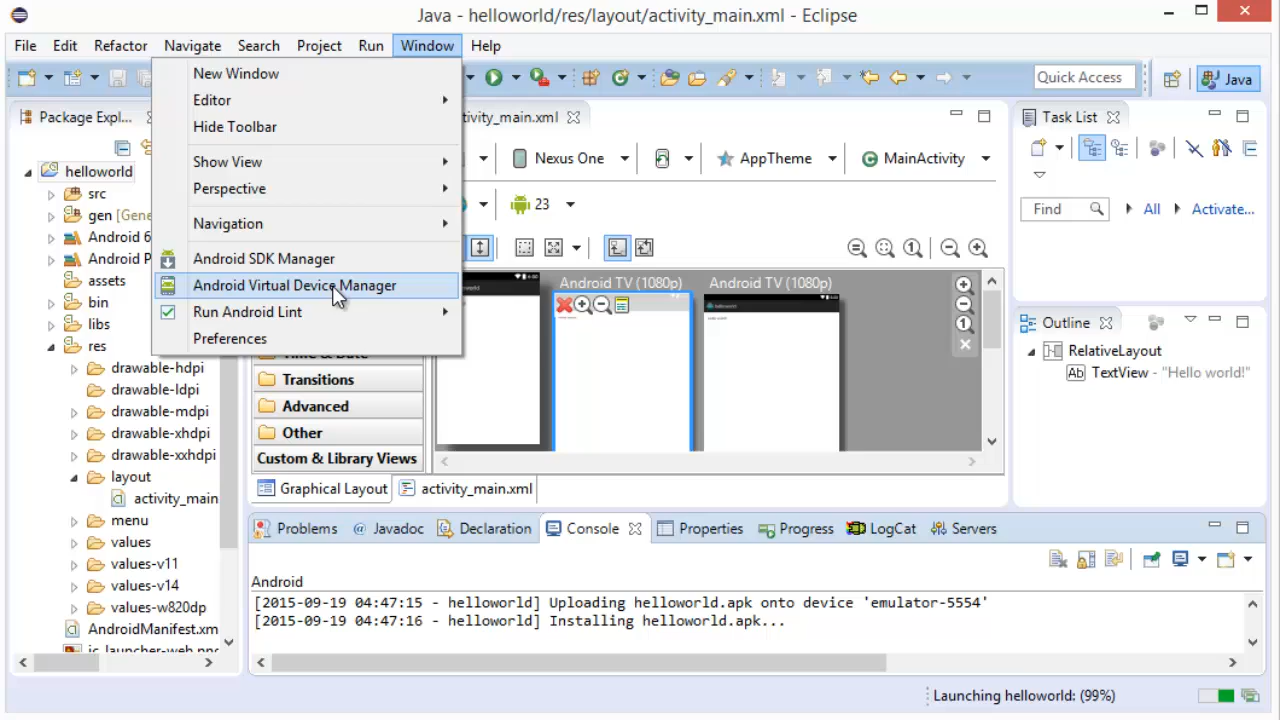 Java - helloworld/res/layout/activity_main.xml - Eclipse
File Edit Refactor Navigate Search Project Run Window Help
Quick Access Java
New Window
Editor
Hide Toolbar
Show View
Perspective
Navigation
Android SDK Manager
Android Virtual Device Manager
Run Android Lint
Preferences
Package Expl...
helloworld
src
gen [Gene
Android 6
Android P
assets
bin
libs
res
drawable-hdpi
drawable-ldpi
drawable-mdpi
drawable-xhdpi
drawable-xxhdpi
layout
activity_main
menu
values
values-v11
values-v14
values-w820dp
AndroidManifest.xm
ic_launcher-web.png
tivity_main.xml
Nexus One AppTheme MainActivity
23
Android TV (1080p) Android TV (1080p)
Transitions
Advanced
Other
Custom & Library Views
Graphical Layout activity_main.xml
Task List
Find All Activate...
Outline
RelativeLayout
Ab TextView - "Hello world!"
Problems @ Javadoc Declaration Console Properties Progress LogCat Servers
Android
[2015-09-19 04:47:15 - helloworld] Uploading helloworld.apk onto device 'emulator-5554'
[2015-09-19 04:47:16 - helloworld] Installing helloworld.apk...
Launching helloworld: (99%)